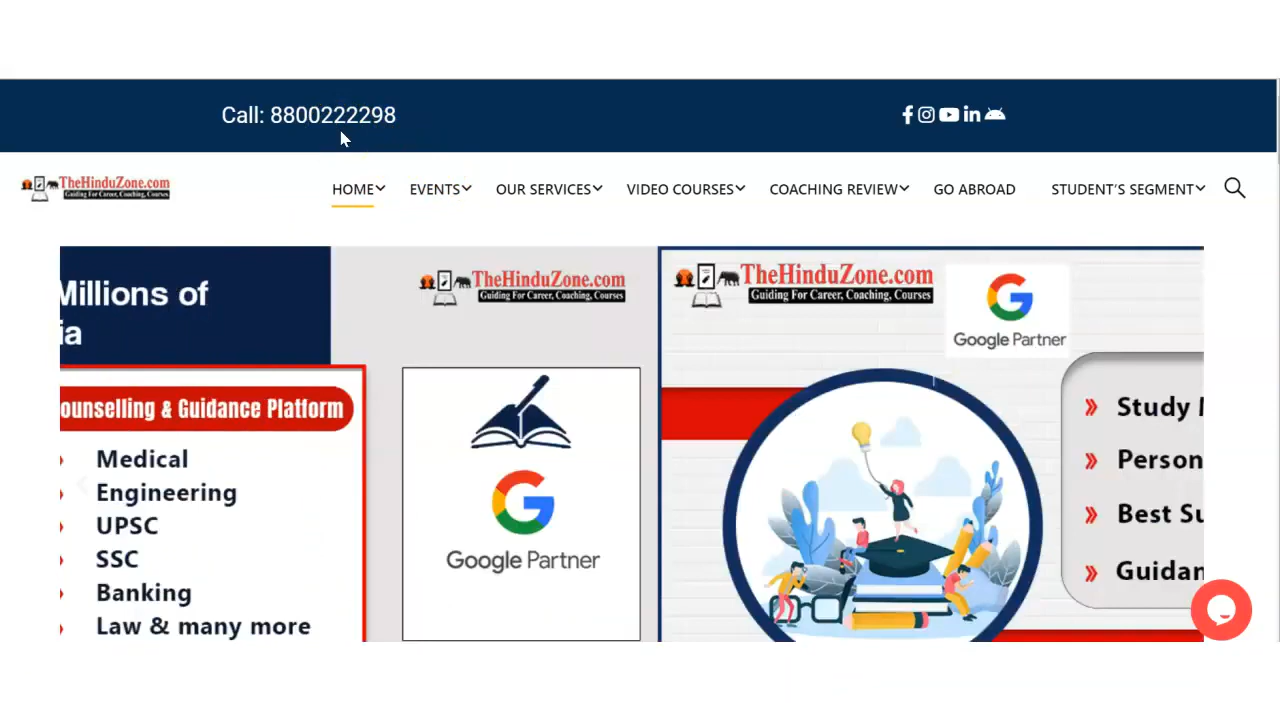 Call: 8800222298
TheHinduZone.com
Guiding For Career, Coaching, Courses
HOME EVENTS OUR SERVICES VIDEO COURSES COACHING REVIEW GO ABROAD STUDENT'S SEGMENT
Millions of
ia
ounselling & Guidance Platform
Medical
Engineering
UPSC
SSC
Banking
Law & many more
TheHinduZone.com
Guiding For Career, Coaching, Courses
Google Partner
TheHinduZone.com
Guiding For Career, Coaching, Courses
Google Partner
Study
Person
Best Su
Guidan